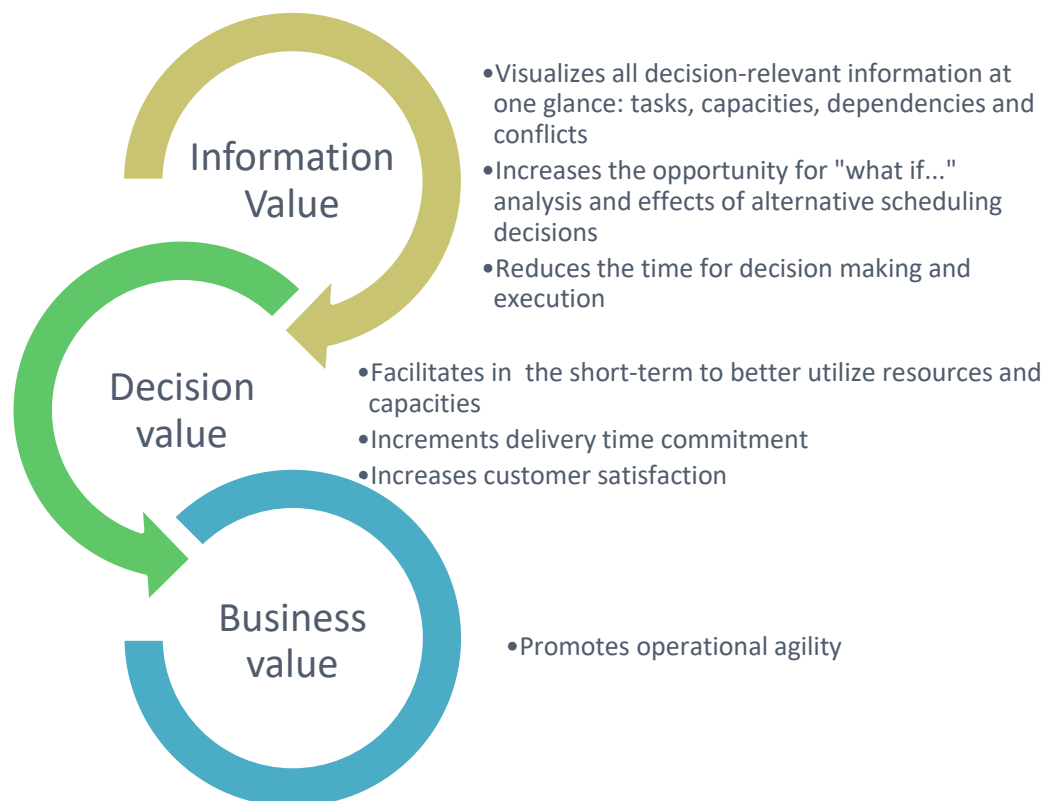 Information
Value
•Visualizes all decision-relevant information at
one glance: tasks, capacities, dependencies and
conflicts
•Increases the opportunity for "what if..."
analysis and effects of alternative scheduling
decisions
•Reduces the time for decision making and
execution
Decision
value
•Facilitates in  the short-term to better utilize resources and
capacities
•Increments delivery time commitment
•Increases customer satisfaction
Business
value
•Promotes operational agility